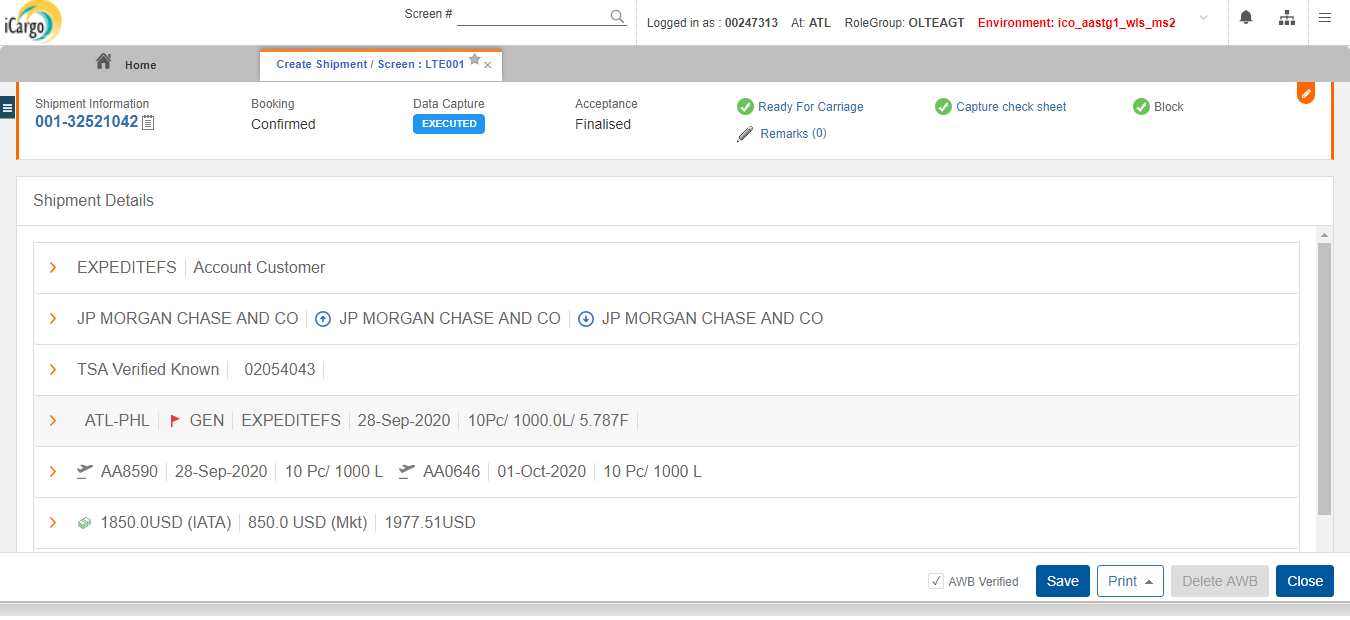 iCargo
Screen #
Logged in as : 00247313 At: ATL RoleGroup: OLTEAGT Environment: ico_aastg1_wls_ms2
Home
Create Shipment / Screen : LTE001
Shipment Information Booking Data Capture Acceptance Ready For Carriage Capture check sheet Block
001-32521042 Confirmed EXECUTED Finalised Remarks (0)
Shipment Details
EXPEDITEFS Account Customer
JP MORGAN CHASE AND CO JP MORGAN CHASE AND CO JP MORGAN CHASE AND CO
TSA Verified Known 02054043
ATL-PHL GEN EXPEDITEFS 28-Sep-2020 10Pc/ 1000.0L/ 5.787F
AA8590 28-Sep-2020 10 Pc/ 1000 L AA0646 01-Oct-2020 10 Pc/ 1000 L
1850.0USD (IATA) 850.0 USD (Mkt) 1977.51USD
AWB Verified Save Print Delete AWB Close